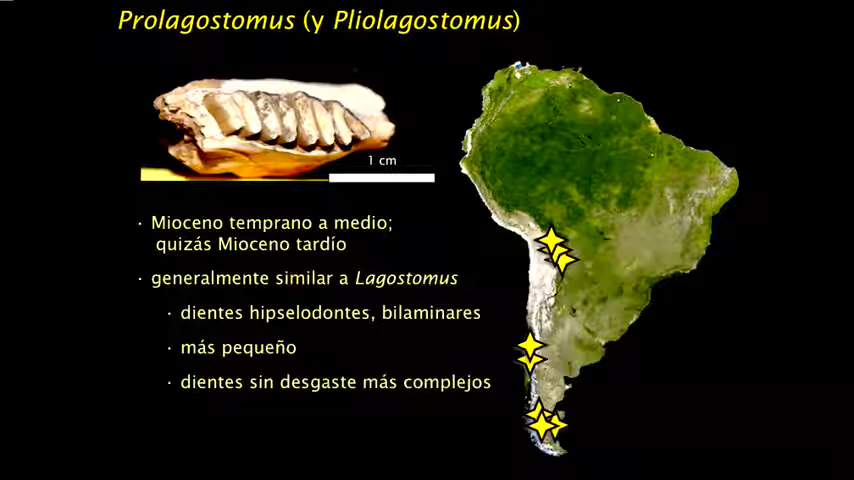 Prolagostomus (y Pliolagostomus)
1 cm
· Mioceno temprano a medio;
quizás Mioceno tardío
· generalmente similar a Lagostomus
· dientes hipselodontes, bilaminares
· más pequeño
· dientes sin desgaste más complejos